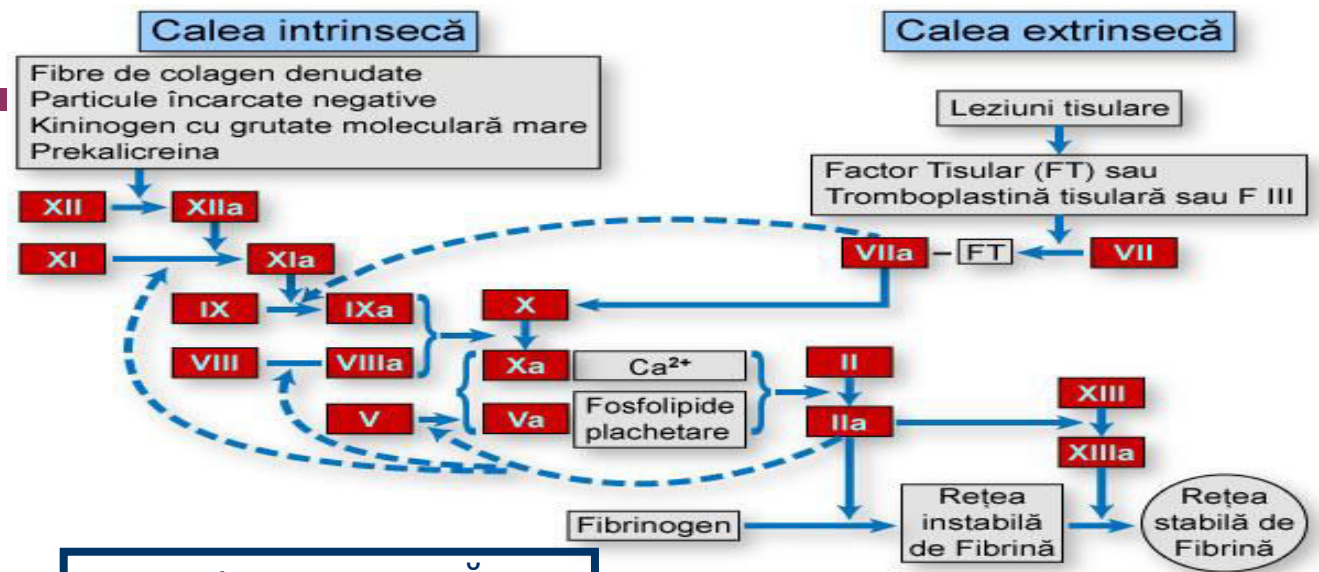 Calea intrinsecă
Fibre de colagen denudate
Particule încarcate negative
Kininogen cu grutate moleculară mare
Prekalicreina
XII
XIIa
XI
XIa
IX
IXa
VIII
VIIIa
V
Calea extrinsecă
Leziuni tisulare
Factor Tisular (FT) sau
Tromboplastină tisulară sau F III
VIIa – FT
VII
X
Xa
Ca²⁺
Va
Fosfolipide
plachetare
II
IIa
XIII
XIIIa
Fibrinogen
Rețea
instabilă
de Fibrină
Rețea
stabilă de
Fibrină